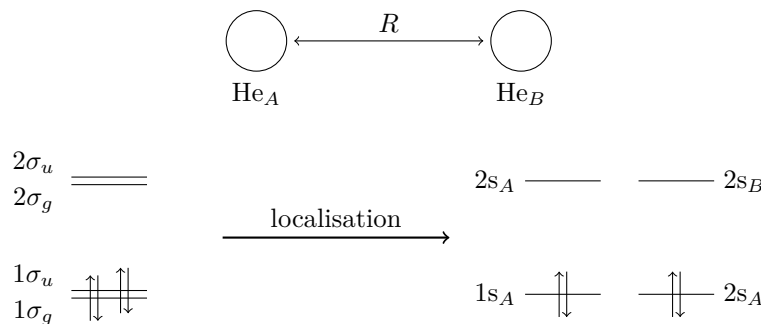 R
He_A He_B
2σ_u
2σ_g
2s_A 2s_B
localisation
1σ_u
1σ_g
1s_A 2s_A